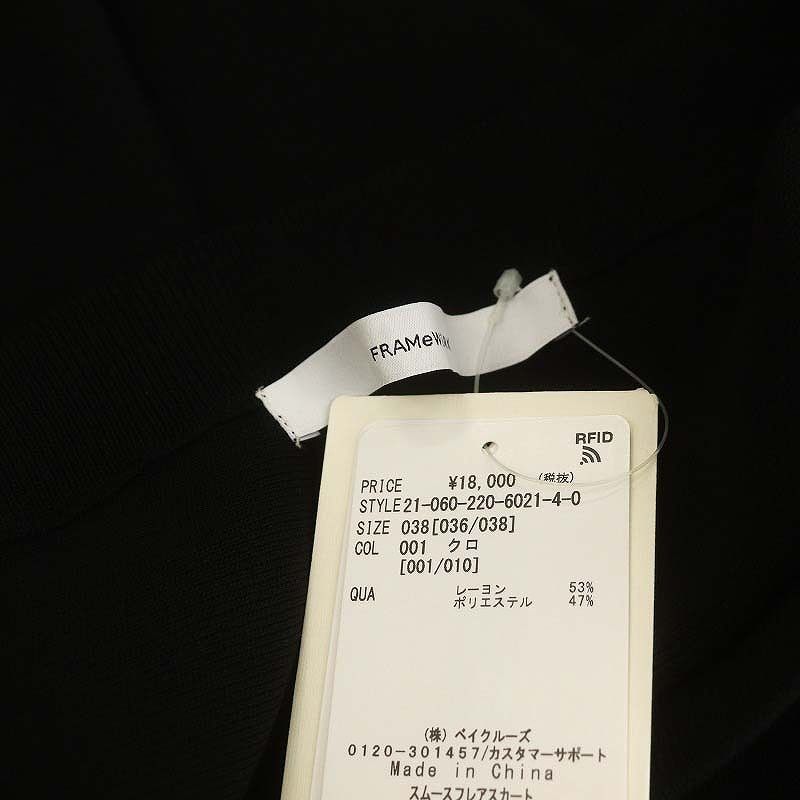 RFID
PRICE ¥18,000 (税抜)
STYLE 21-060-220-6021-4-0
SIZE 038[036/038]
COL 001 クロ
[001/010]
QUA レーヨン 53%
ポリエステル 47%
(株) ベイクルーズ
0120-301457/カスタマーサポート
Made in China
スムースフレアスカート